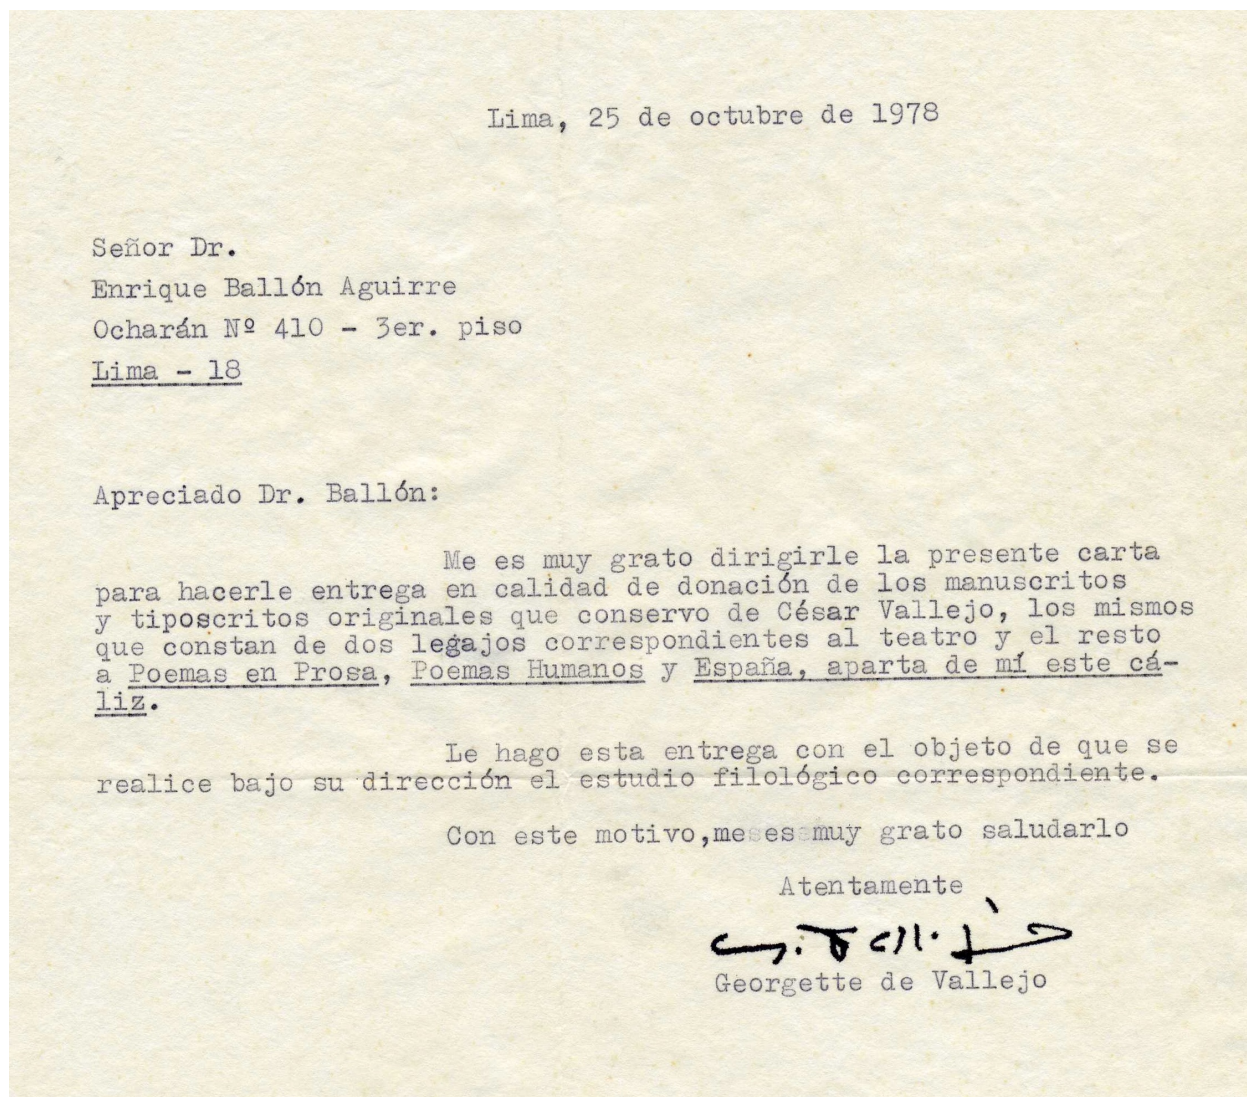 Lima, 25 de octubre de 1978
Señor Dr.
Enrique Ballón Aguirre
Ocharán Nº 410 - 3er. piso
Lima - 18
Apreciado Dr. Ballón:
Me es muy grato dirigirle la presente carta
para hacerle entrega en calidad de donación de los manuscritos
y tiposcritos originales que conservo de César Vallejo, los mismos
que constan de dos legajos correspondientes al teatro y el resto
a Poemas en Prosa, Poemas Humanos y España, aparta de mí este cá-
liz.
Le hago esta entrega con el objeto de que se
realice bajo su dirección el estudio filológico correspondiente.
Con este motivo,me es muy grato saludarlo
Atentamente
Georgette de Vallejo